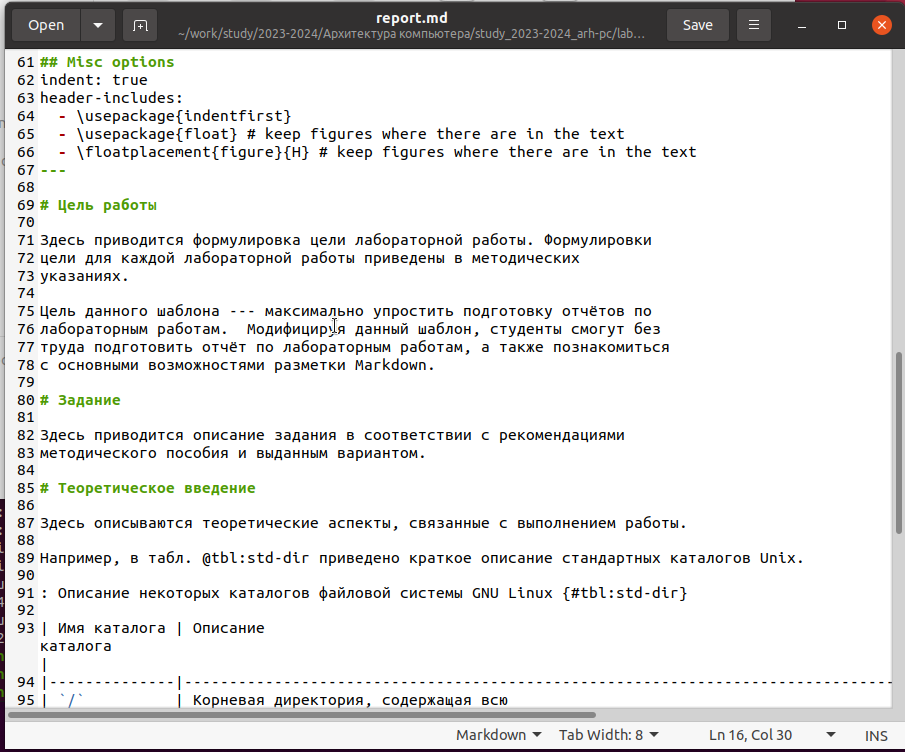 Open
report.md
~/work/study/2023-2024/Архитектура компьютера/study_2023-2024_arh-pc/lab…
Save
61 ## Misc options
62 indent: true
63 header-includes:
64   - \usepackage{indentfirst}
65   - \usepackage{float} # keep figures where there are in the text
66   - \floatplacement{figure}{H} # keep figures where there are in the text
67 ---
68
69 # Цель работы
70
71 Здесь приводится формулировка цели лабораторной работы. Формулировки
72 цели для каждой лабораторной работы приведены в методических
73 указаниях.
74
75 Цель данного шаблона --- максимально упростить подготовку отчётов по
76 лабораторным работам.  Модифицируя данный шаблон, студенты смогут без
77 труда подготовить отчёт по лабораторным работам, а также познакомиться
78 с основными возможностями разметки Markdown.
79
80 # Задание
81
82 Здесь приводится описание задания в соответствии с рекомендациями
83 методического пособия и выданным вариантом.
84
85 # Теоретическое введение
86
87 Здесь описываются теоретические аспекты, связанные с выполнением работы.
88
89 Например, в табл. @tbl:std-dir приведено краткое описание стандартных каталогов Unix.
90
91 : Описание некоторых каталогов файловой системы GNU Linux {#tbl:std-dir}
92
93 | Имя каталога | Описание
каталога
|
94 |--------------|-------------------------------------------------------------------------------
95 | `/`          | Корневая директория, содержащая всю
Markdown Tab Width: 8 Ln 16, Col 30 INS